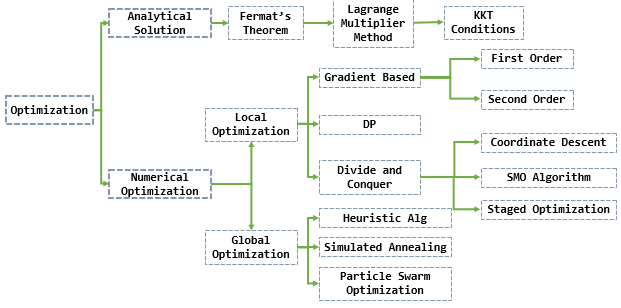 Analytical
Solution
Fermat's
Theorem
Lagrange
Multiplier
Method
KKT
Conditions
Optimization
Numerical
Optimization
Local
Optimization
Gradient Based
First Order
Second Order
DP
Divide and
Conquer
Coordinate Descent
SMO Algorithm
Staged Optimization
Global
Optimization
Heuristic Alg
Simulated Annealing
Particle Swarm
Optimization